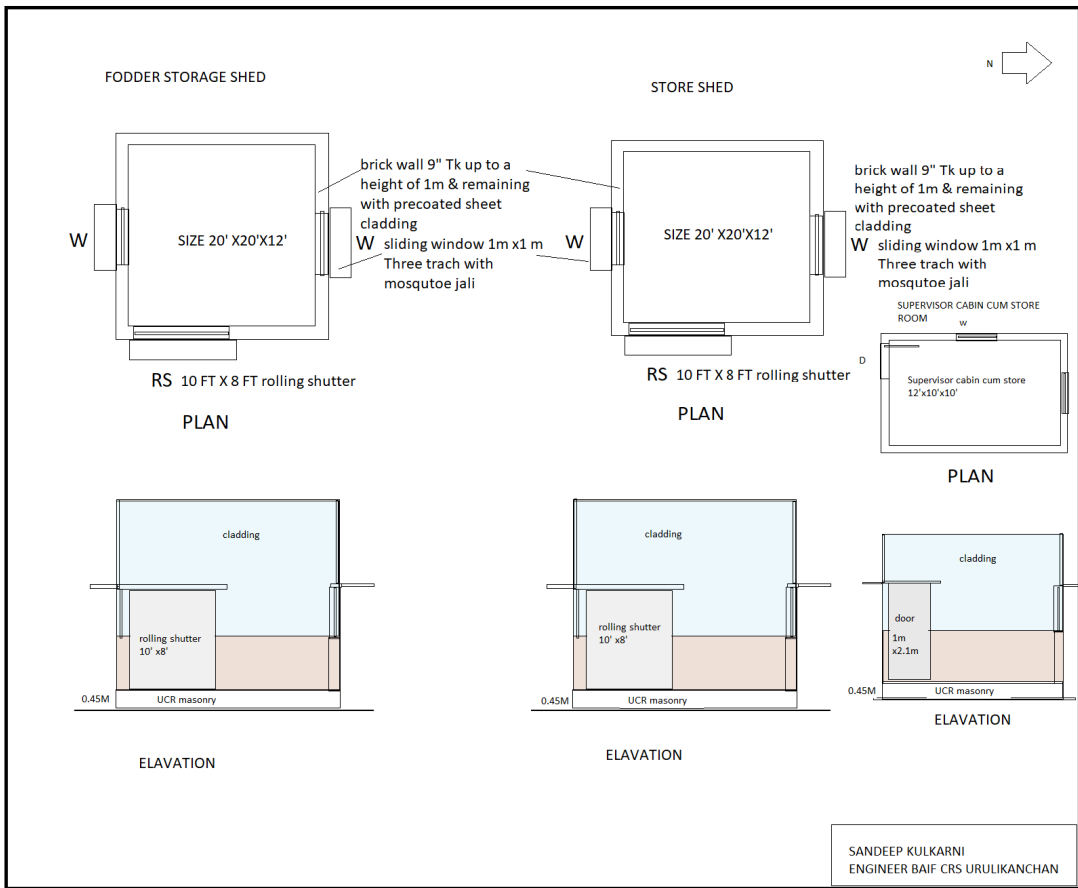 FODDER STORAGE SHED
STORE SHED
N
brick wall 9" Tk up to a
height of 1m & remaining
with precoated sheet
cladding
W
SIZE 20' X20'X12'
W sliding window 1m x1 m
Three trach with
mosqutoe jali
RS 10 FT X 8 FT rolling shutter
PLAN
W
SIZE 20' X20'X12'
brick wall 9" Tk up to a
height of 1m & remaining
with precoated sheet
cladding
W sliding window 1m x1 m
Three trach with
mosqutoe jali
RS 10 FT X 8 FT rolling shutter
PLAN
SUPERVISOR CABIN CUM STORE
ROOM
W
D
Supervisor cabin cum store
12'x10'x10'
PLAN
cladding
rolling shutter
10' x8'
0.45M
UCR masonry
ELAVATION
cladding
rolling shutter
10' x8'
0.45M
UCR masonry
ELAVATION
cladding
door
1m
x2.1m
0.45M
UCR masonry
ELAVATION
SANDEEP KULKARNI
ENGINEER BAIF CRS URULIKANCHAN